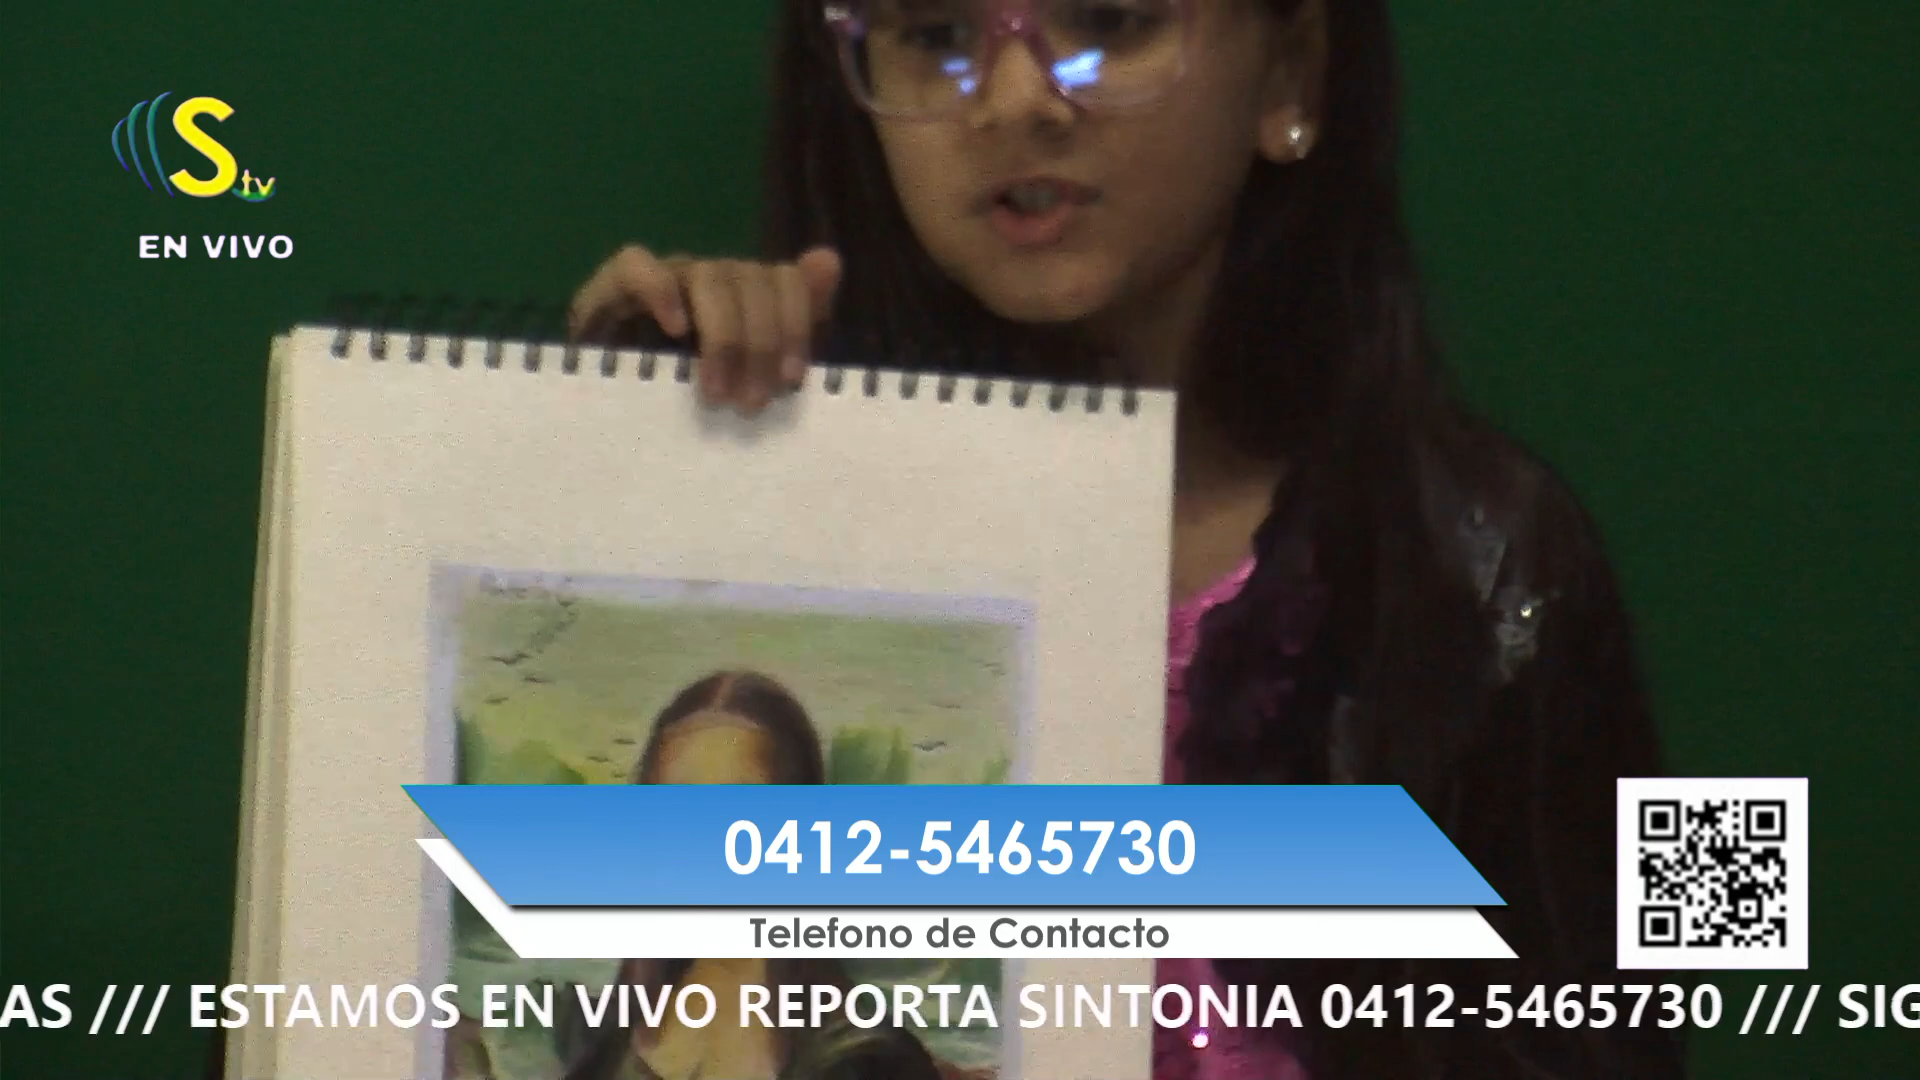 S tv
EN VIVO
0412-5465730
Telefono de Contacto
AS /// ESTAMOS EN VIVO REPORTA SINTONIA 0412-5465730 /// SIG